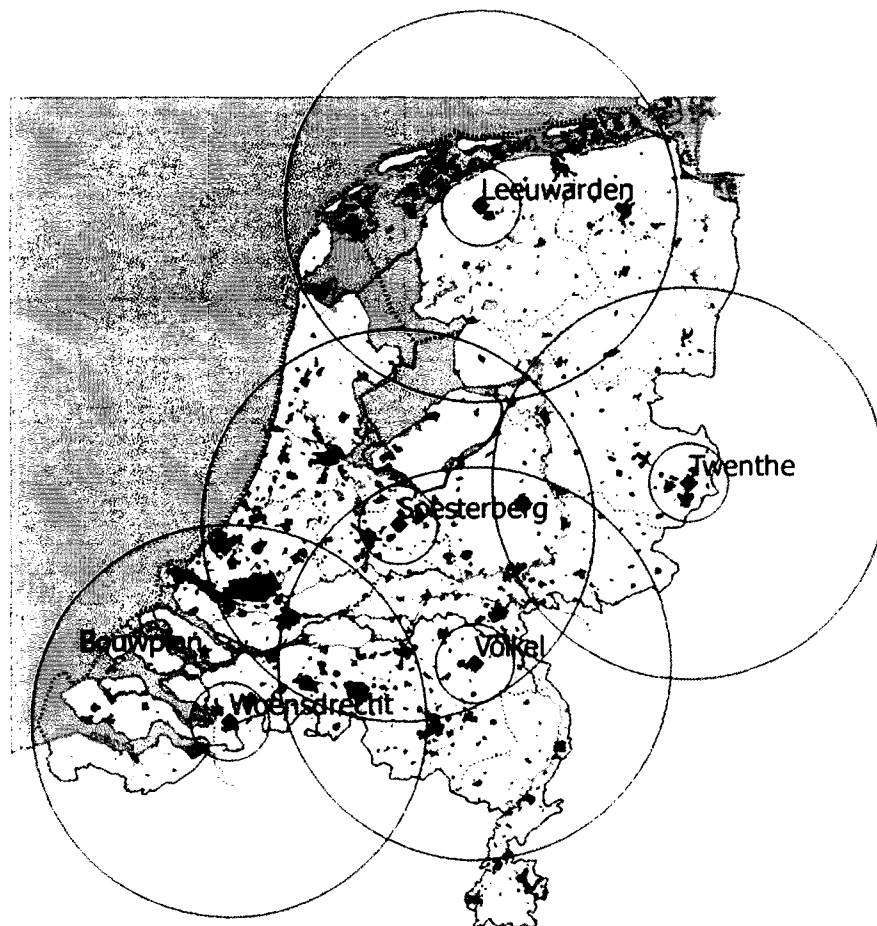 Leeuwarden
Twenthe
Soesterberg
Bouwplan
Volkel
Woensdrecht